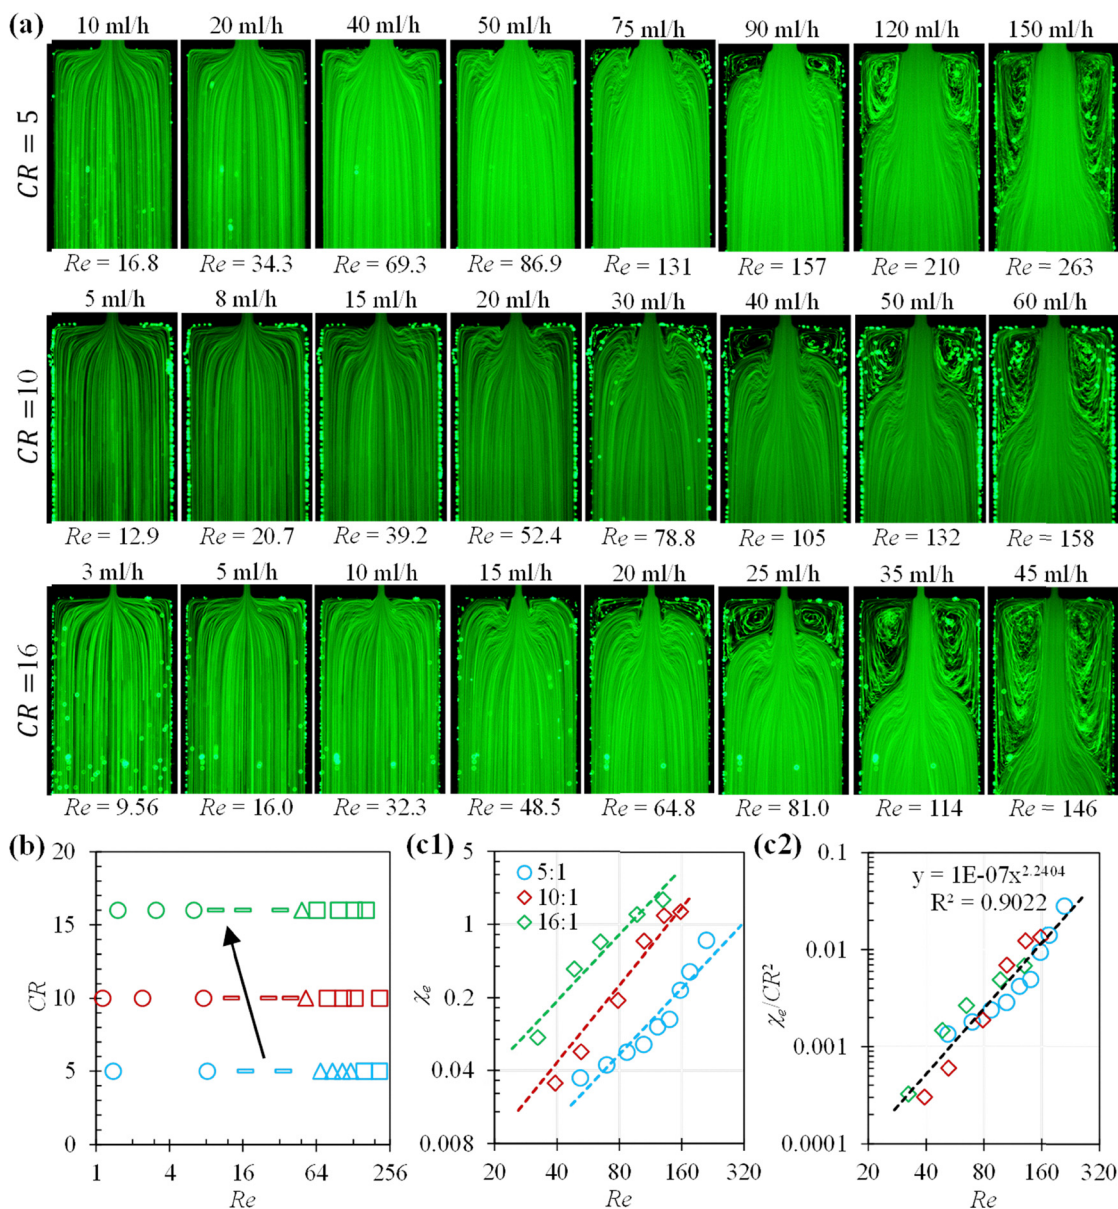 (a)
10 ml/h 20 ml/h 40 ml/h 50 ml/h 75 ml/h 90 ml/h 120 ml/h 150 ml/h
CR = 5
Re = 16.8 Re = 34.3 Re = 69.3 Re = 86.9 Re = 131 Re = 157 Re = 210 Re = 263
5 ml/h 8 ml/h 15 ml/h 20 ml/h 30 ml/h 40 ml/h 50 ml/h 60 ml/h
CR =10
Re = 12.9 Re = 20.7 Re = 39.2 Re = 52.4 Re = 78.8 Re = 105 Re = 132 Re = 158
3 ml/h 5 ml/h 10 ml/h 15 ml/h 20 ml/h 25 ml/h 35 ml/h 45 ml/h
CR =16
Re = 9.56 Re = 16.0 Re = 32.3 Re = 48.5 Re = 64.8 Re = 81.0 Re = 114 Re = 146
(b)
20
15
10
5
0
CR
1 4 16 64 256
Re
(c1)
5
1
0.2
0.04
0.008
χe
5:1
10:1
16:1
20 40 80 160 320
Re
(c2)
0.1
0.01
0.001
0.0001
χe/CR²
y = 1E-07x^2.2404
R² = 0.9022
20 40 80 160 320
Re